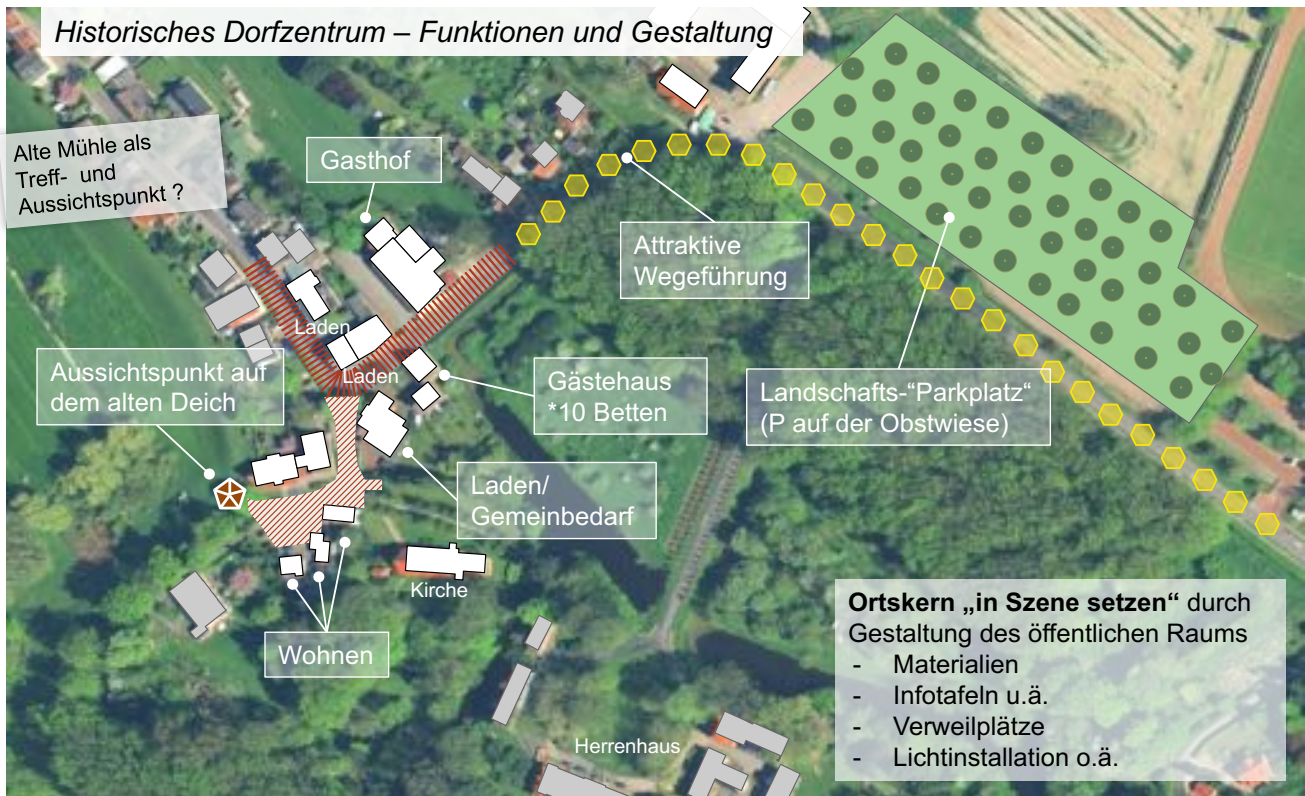 Historisches Dorfzentrum – Funktionen und Gestaltung
Alte Mühle als
Treff- und
Aussichtspunkt ?
Gasthof
Attraktive
Wegeführung
Laden
Laden
Aussichtspunkt auf
dem alten Deich
Gästehaus
*10 Betten
Landschafts-“Parkplatz“
(P auf der Obstwiese)
Laden/
Gemeinbedarf
Kirche
Wohnen
Herrenhaus
Ortskern „in Szene setzen“ durch
Gestaltung des öffentlichen Raums
- Materialien
- Infotafeln u.ä.
- Verweilplätze
- Lichtinstallation o.ä.